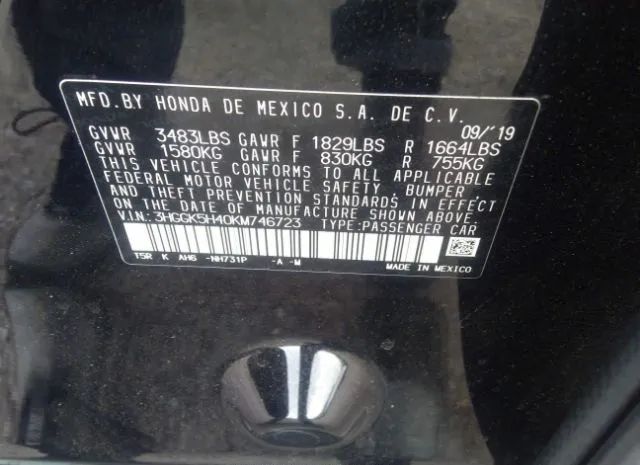 MFD.BY HONDA DE MEXICO S.A. DE C.V.
09/'19
GVWR 3483LBS GAWR F 1829LBS R 1664LBS
GVWR 1580KG GAWR F 830KG R 755KG
THIS VEHICLE CONFORMS TO ALL APPLICABLE
FEDERAL MOTOR VEHICLE SAFETY, BUMPER
AND THEFT PREVENTION STANDARDS IN EFFECT
ON THE DATE OF MANUFACTURE SHOWN ABOVE.
V.I.N.: 3HGGK5H40KM746723 TYPE:PASSENGER CAR
T5R K AH6 -NH731P -A -M
MADE IN MEXICO